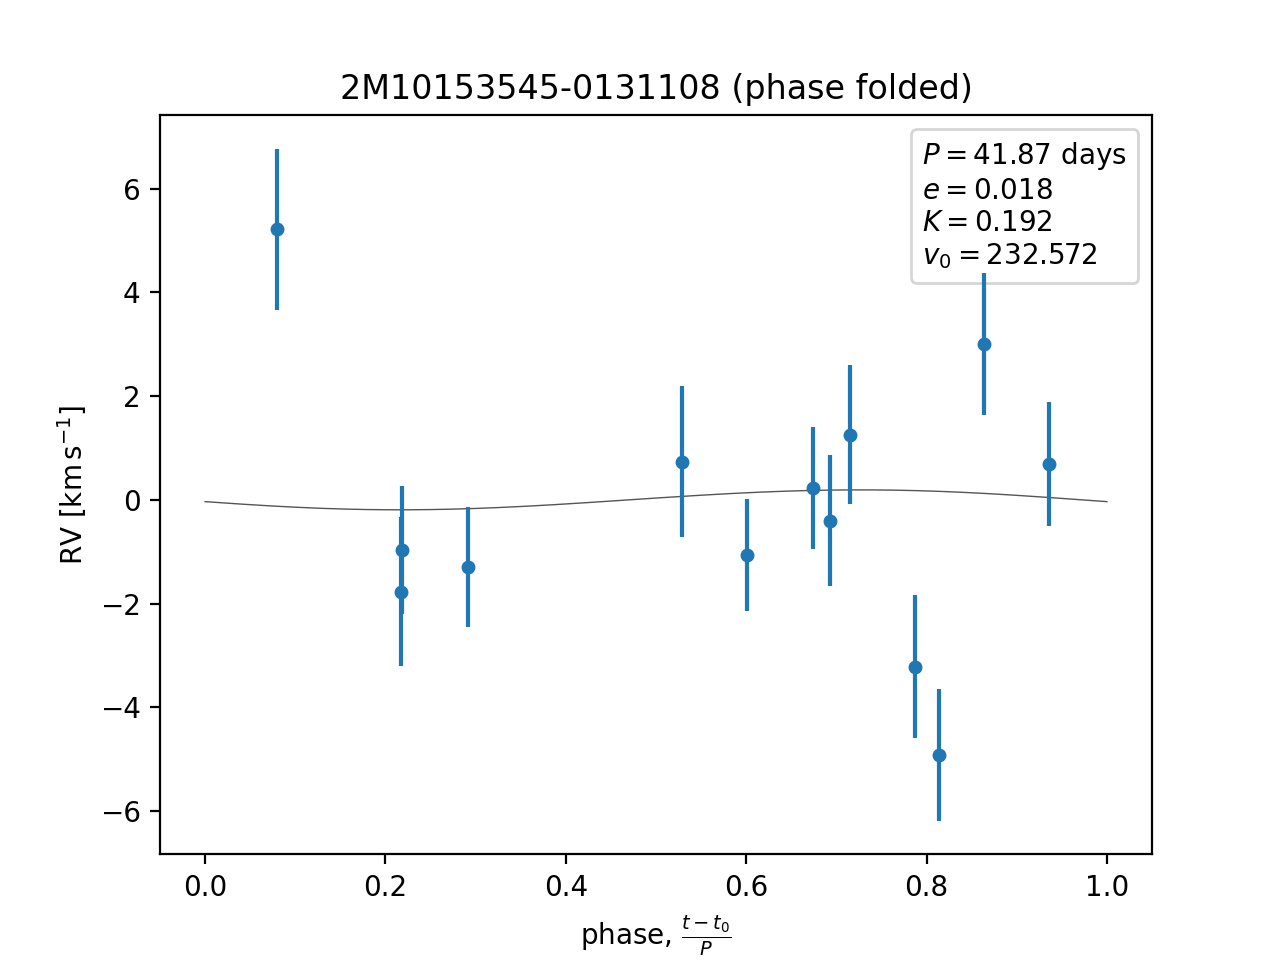 2M10153545-0131108 (phase folded)
P = 41.87 days
e = 0.018
K = 0.192
v₀ = 232.572
6
4
2
0
−2
−4
−6
RV [km s⁻¹]
0.0 0.2 0.4 0.6 0.8 1.0
phase, (t − t₀)/P